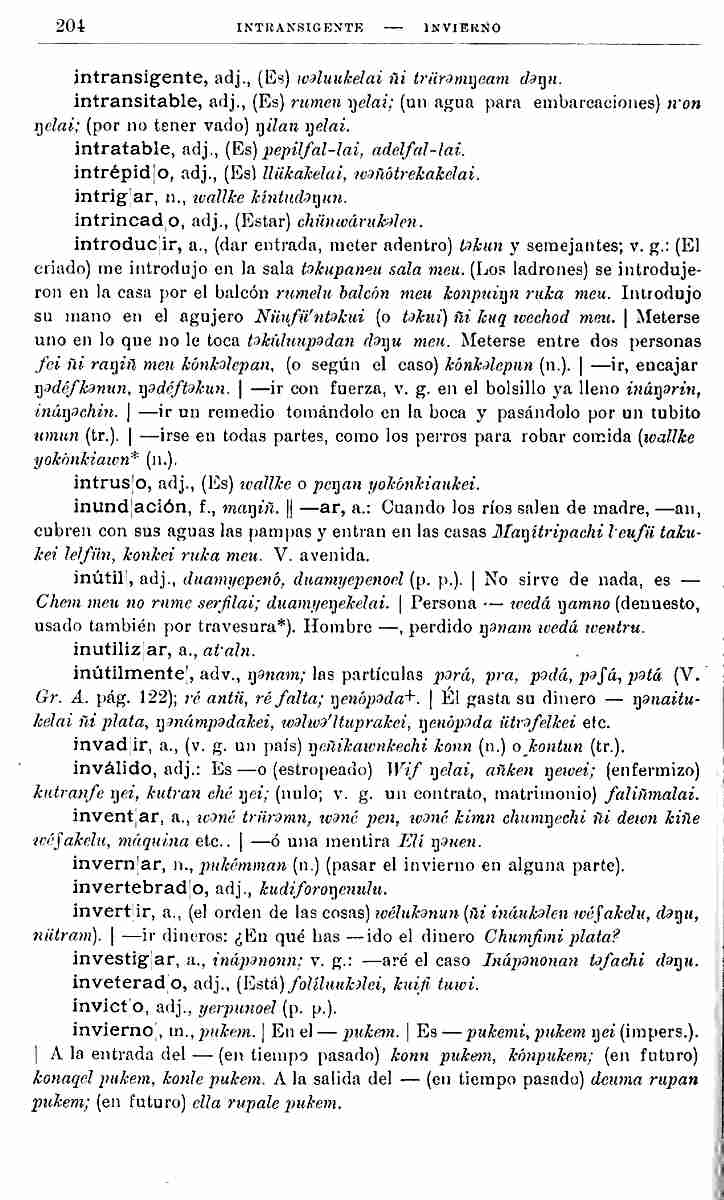 204 INTRANSIGENTE — INVIERNO
intransigente, adj., (Es) wəluukelai ñi trürəmŋeam dəŋu.
intransitable, adj., (Es) rumen ŋelai; (un agua para embarcaciones) n·on
ŋelai; (por no tener vado) ŋilan ŋelai.
intratable, adj., (Es) pepilfal-lai, adelfal-lai.
intrépid|o, adj., (Es) llükakelai, wəñótrekakelai.
intrig|ar, n., wallke kintudəŋun.
intrincad|o, adj., (Estar) chünwárukəlen.
introduc|ir, a., (dar entrada, meter adentro) təkun y semejantes; v. g.: (El
criado) me introdujo en la sala təkupaneu sala meu. (Los ladrones) se introduje-
ron en la casa por el balcón rumelu balcón meu konpuiŋn ruka meu. Introdujo
su mano en el agujero Nüufü'ntəkui (o təkui) ñi kuq wechod meu. | Meterse
uno en lo que no le toca təkúluupədan dəŋu meu. Meterse entre dos personas
fei ñi raŋiñ meu kónkəlepan, (o según el caso) kónkəlepun (n.). | —ir, encajar
ŋədéfkənun, ŋədéftəkun. | —ir con fuerza, v. g. en el bolsillo ya lleno ináŋərin,
ináŋəchin. | —ir un remedio tomándolo en la boca y pasándolo por un tubito
umun (tr.). | —irse en todas partes, como los perros para robar comida (wallke
yokónkiawn* (n.).
intrus|o, adj., (Es) wallke o peŋan yokónkiaukei.
inund|ación, f., maŋiñ. || —ar, a.: Cuando los ríos salen de madre, —an,
cubren con sus aguas las pampas y entran en las casas Maŋitripachi l·eufü taku-
kei lelfün, konkei ruka meu. V. avenida.
inútil|, adj., duamyepenó, duamyepenoel (p. p.). | No sirve de nada, es —
Chem meu no rume serfilai; duamyeŋekelai. | Persona — wedá ŋamno (denuesto,
usado también por travesura*). Hombre —, perdido ŋənam wedá wentru.
inutiliz|ar, a., at·aln.
inútilmente|, adv., ŋənam; las partículas pərá, pra, pədá, pəʃá, pətá (V.
Gr. A. pág. 122); ré antü, ré falta; ŋenópəda+. | Él gasta su dinero — ŋənaitu-
kelai ñi plata, ŋənámpədakei, wəlwə'ltuprakei, ŋenópəda ütrəfelkei etc.
invad|ir, a., (v. g. un país) ŋeñikawnkechi konn (n.) o kontun (tr.).
inválido, adj.: Es —o (estropeado) Wif ŋelai, añken ŋewei; (enfermizo)
kutranfe ŋei, kutran ché ŋei; (nulo; v. g. un contrato, matrimonio) faliñmalai.
invent|ar, a., wəné trürəmn, wəné pen, wəné kimn chumŋechi ñi dewn kiñe
wéʃakelu, máquina etc.. | —ó una mentira Eli ŋənen.
invern|ar, n., pukémman (n.) (pasar el invierno en alguna parte).
invertebrad|o, adj., kudiforoŋenulu.
invert|ir, a., (el orden de las cosas) wélukənun (ñi ináukəlen wéʃakelu, dəŋu,
nütram). | —ir dineros: ¿En qué has —ido el dinero Chumfimi plata?
investig|ar, a., inápənonn; v. g.: —aré el caso Inápənonan təfachi dəŋu.
inveterad|o, adj., (Está) folíluukəlei, kuifi tuwi.
invict|o, adj., yerpunoel (p. p.).
invierno|, m., pukem. | En el — pukem. | Es — pukemi, pukem ŋei (impers.).
| A la entrada del — (en tiempo pasado) konn pukem, kónpukem; (en futuro)
konaqel pukem, konle pukem. A la salida del — (en tiempo pasado) deuma rupan
pukem; (en futuro) ella rupale pukem.